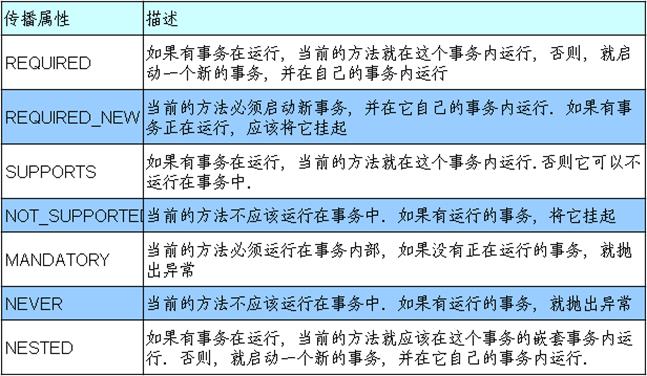 传播属性 描述
REQUIRED 如果有事务在运行, 当前的方法就在这个事务内运行, 否则, 就启
动一个新的事务, 并在自己的事务内运行
REQUIRED_NEW 当前的方法必须启动新事务, 并在它自己的事务内运行. 如果有事
务正在运行, 应该将它挂起
SUPPORTS 如果有事务在运行, 当前的方法就在这个事务内运行. 否则它可以不
运行在事务中.
NOT_SUPPORTED 当前的方法不应该运行在事务中. 如果有运行的事务, 将它挂起
MANDATORY 当前的方法必须运行在事务内部, 如果没有正在运行的事务, 就抛
出异常
NEVER 当前的方法不应该运行在事务中. 如果有运行的事务, 就抛出异常
NESTED 如果有事务在运行, 当前的方法就应该在这个事务的嵌套事务内运
行. 否则, 就启动一个新的事务, 并在它自己的事务内运行.